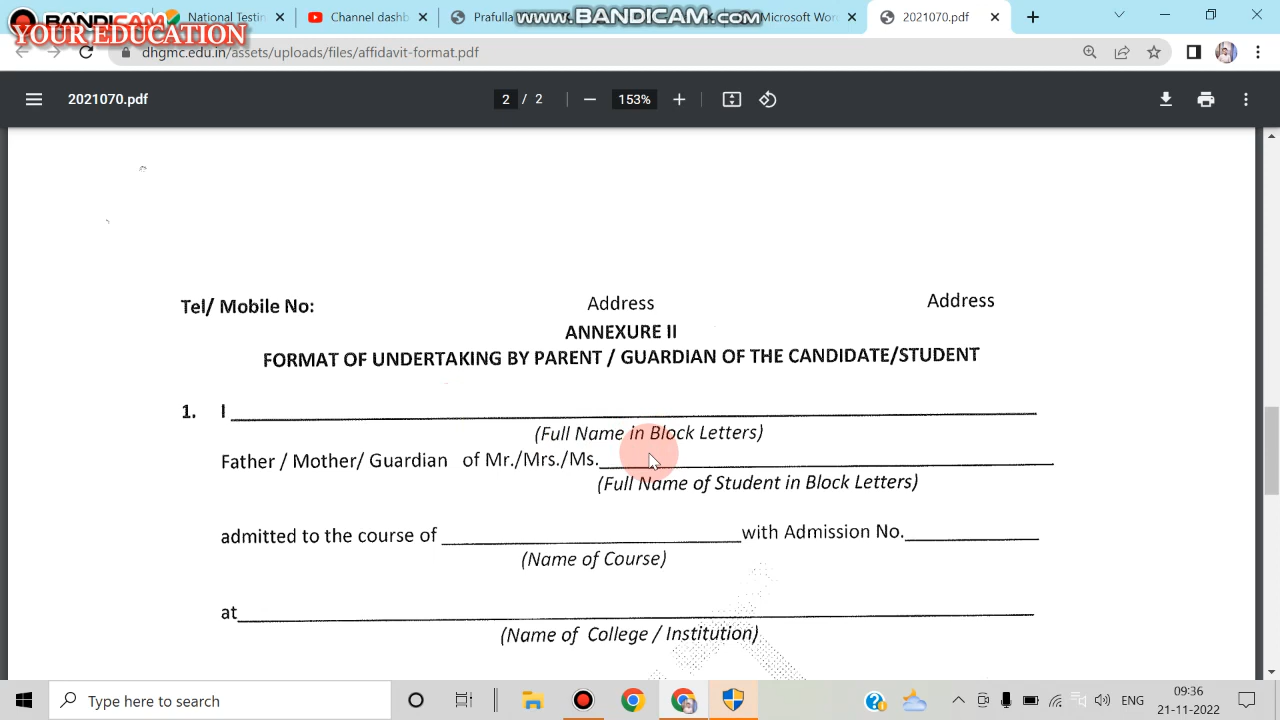 BANDICAM
National Testin
Channel dashb
Prafulla
www.BANDICAM.com
Microsoft Wor
2021070.pdf
YOUR EDUCATION
dhgmc.edu.in/assets/uploads/files/affidavit-format.pdf
2021070.pdf
2 / 2
153%
Tel/ Mobile No:
Address
Address
ANNEXURE II
FORMAT OF UNDERTAKING BY PARENT / GUARDIAN OF THE CANDIDATE/STUDENT
1. I
(Full Name in Block Letters)
Father / Mother/ Guardian of Mr./Mrs./Ms.
(Full Name of Student in Block Letters)
admitted to the course of with Admission No.
(Name of Course)
at
(Name of College / Institution)
Type here to search
ENG
09:36
21-11-2022